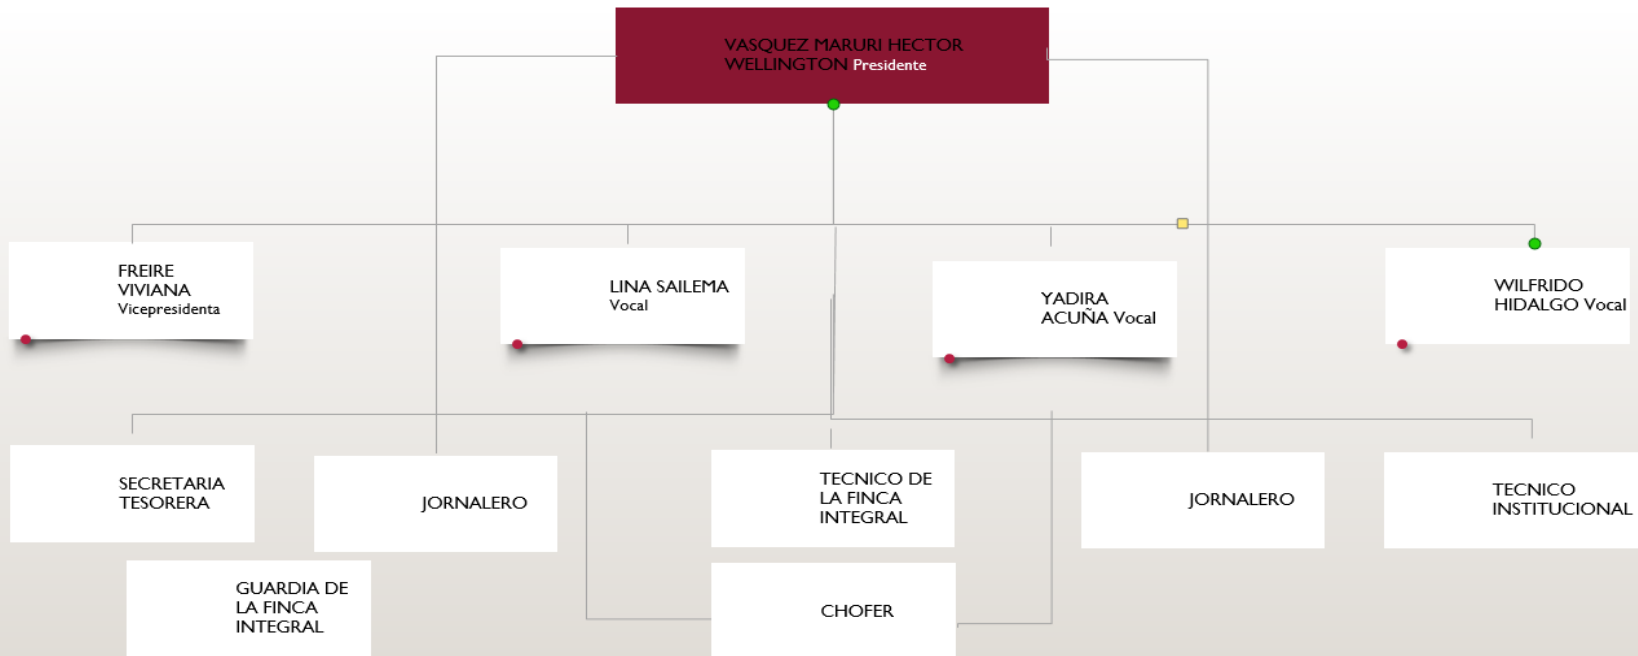 VASQUEZ MARURI HECTOR
WELLINGTON Presidente
FREIRE
VIVIANA
Vicepresidenta
LINA SAILEMA
Vocal
YADIRA
ACUÑA Vocal
WILFRIDO
HIDALGO Vocal
SECRETARIA
TESORERA
JORNALERO
TECNICO DE
LA FINCA
INTEGRAL
JORNALERO
TECNICO
INSTITUCIONAL
GUARDIA DE
LA FINCA
INTEGRAL
CHOFER